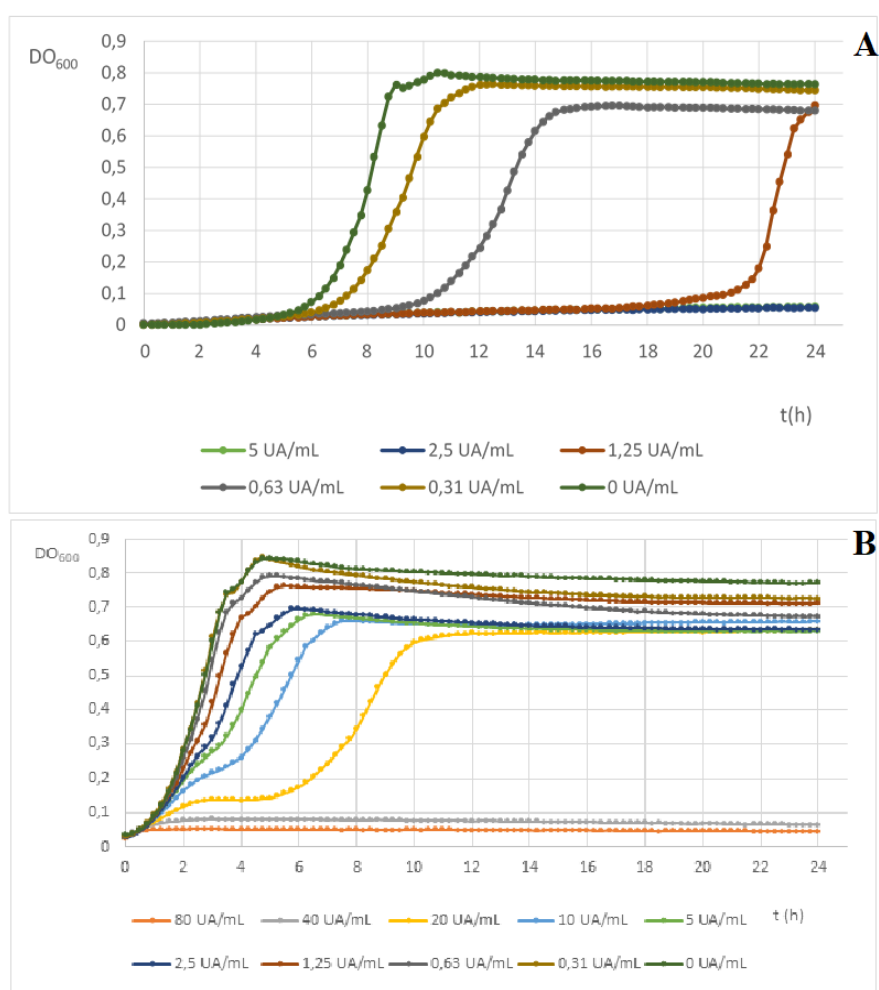 A
DO600
0,9
0,8
0,7
0,6
0,5
0,4
0,3
0,2
0,1
0
0 2 4 6 8 10 12 14 16 18 20 22 24
t(h)
5 UA/mL 2,5 UA/mL 1,25 UA/mL
0,63 UA/mL 0,31 UA/mL 0 UA/mL
B
DO600
0,9
0,8
0,7
0,6
0,5
0,4
0,3
0,2
0,1
0
0 2 4 6 8 10 12 14 16 18 20 22 24
80 UA/mL 40 UA/mL 20 UA/mL 10 UA/mL 5 UA/mL t (h)
2,5 UA/mL 1,25 UA/mL 0,63 UA/mL 0,31 UA/mL 0 UA/mL